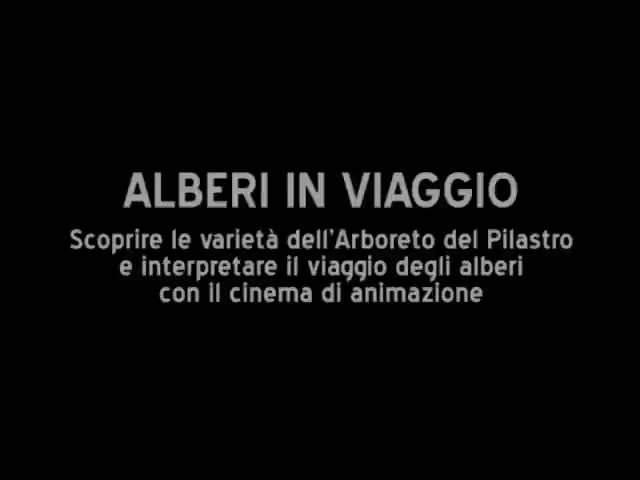 ALBERI IN VIAGGIO
Scoprire le varietà dell'Arboreto del Pilastro
e interpretare il viaggio degli alberi
con il cinema di animazione